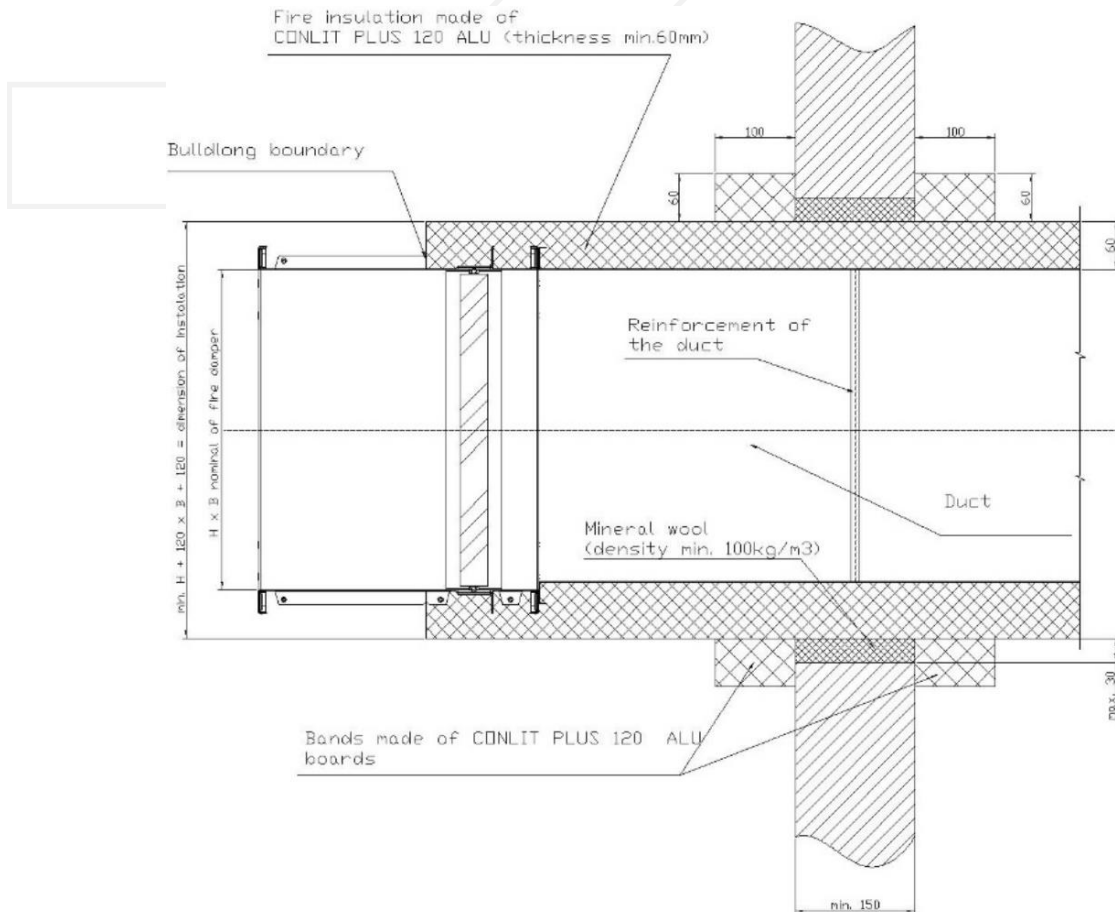 Fire insulation made of
CONLIT PLUS 120 ALU (thickness min.60mm)
Buildlong boundary
100
100
60
60
60
min. H + 120 x B + 120 = dimension of Instalation
H x B nominal of fire damper
Reinforcement of
the duct
Duct
Mineral wool
(density min. 100kg/m3)
max. 30
Bands made of CONLIT PLUS 120 ALU
boards
min. 150